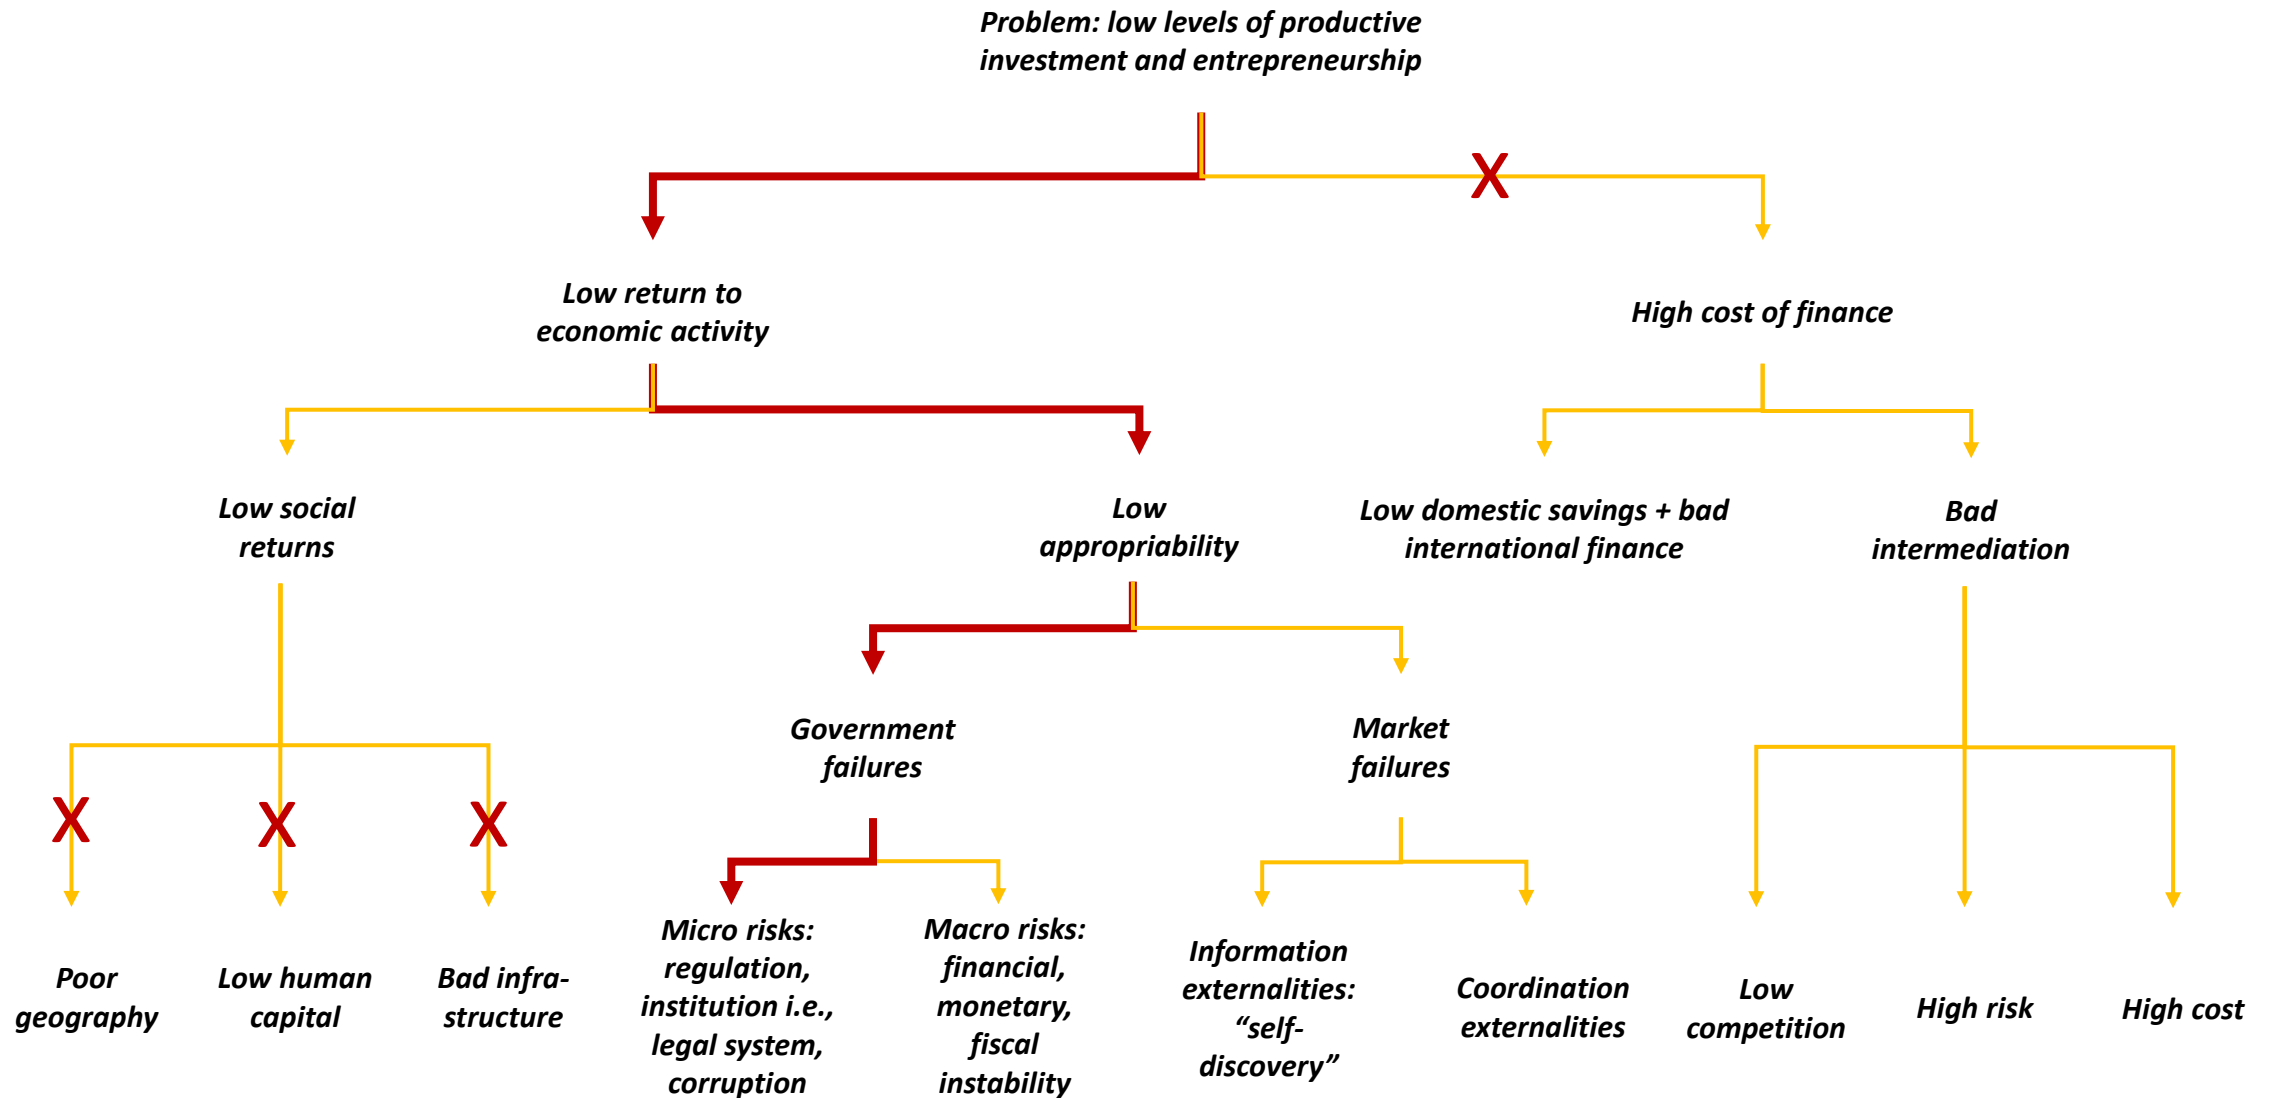 Problem: low levels of productive
investment and entrepreneurship
X
Low return to
economic activity
High cost of finance
Low social
returns
Low
appropriability
Low domestic savings + bad
international finance
Bad
intermediation
Government
failures
Market
failures
X
X
X
Poor
geography
Low human
capital
Bad infra-
structure
Micro risks:
regulation,
institution i.e.,
legal system,
corruption
Macro risks:
financial,
monetary,
fiscal
instability
Information
externalities:
“self-
discovery”
Coordination
externalities
Low
competition
High risk
High cost